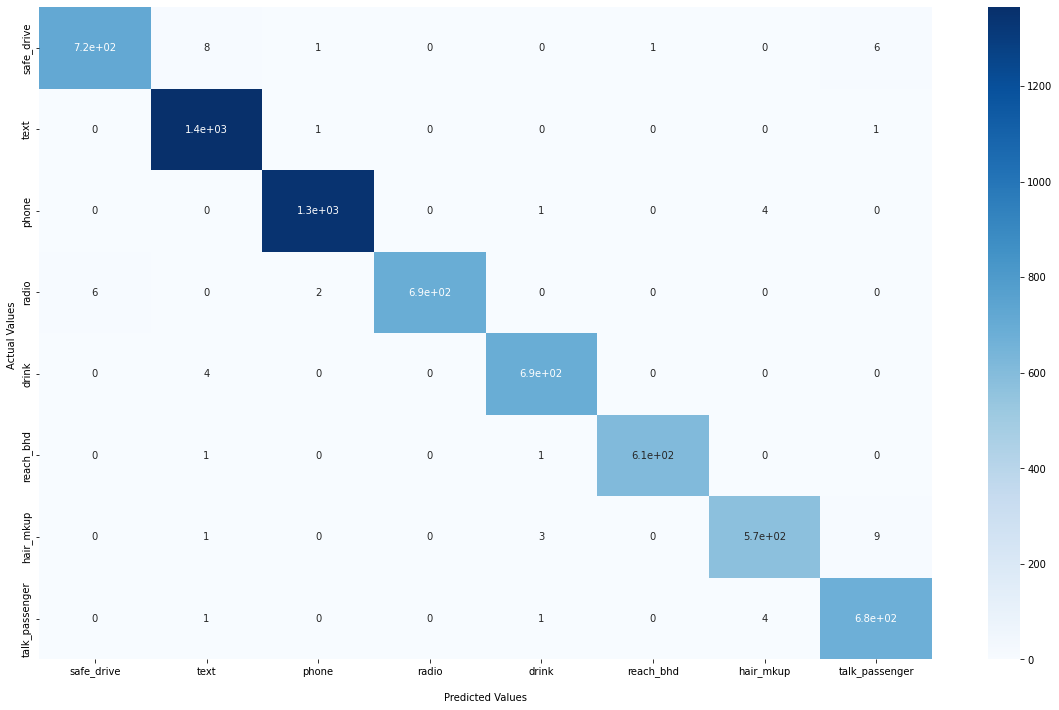 safe_drive 7.2e+02 8 1 0 0 1 0 6
text 0 1.4e+03 1 0 0 0 0 1
phone 0 0 1.3e+03 0 1 0 4 0
radio 6 0 2 6.9e+02 0 0 0 0
drink 0 4 0 0 6.9e+02 0 0 0
reach_bhd 0 1 0 0 1 6.1e+02 0 0
hair_mkup 0 1 0 0 3 0 5.7e+02 9
talk_passenger 0 1 0 0 1 0 4 6.8e+02
safe_drive text phone radio drink reach_bhd hair_mkup talk_passenger
Predicted Values
Actual Values
1200
1000
800
600
400
200
0